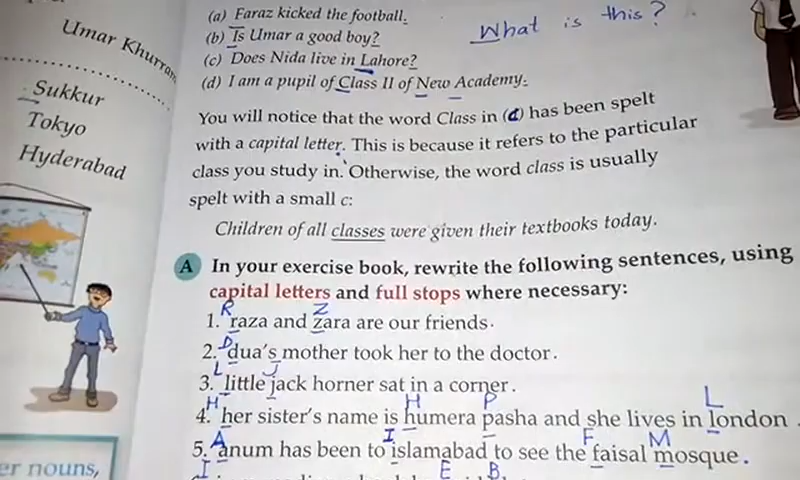 Umar Khurram
Sukkur
Tokyo
Hyderabad
er nouns,
(a) Faraz kicked the football.
(b) Is Umar a good boy?
What is this?
(c) Does Nida live in Lahore?
(d) I am a pupil of Class II of New Academy.
You will notice that the word Class in (d) has been spelt
with a capital letter. This is because it refers to the particular
class you study in. Otherwise, the word class is usually
spelt with a small c:
Children of all classes were given their textbooks today.
A In your exercise book, rewrite the following sentences, using
capital letters and full stops where necessary:
R Z
1. raza and zara are our friends.
D
2. dua's mother took her to the doctor.
L J
3. little jack horner sat in a corner.
H H P L
4. her sister's name is humera pasha and she lives in london.
A I F M
5. anum has been to islamabad to see the faisal mosque.
I E B